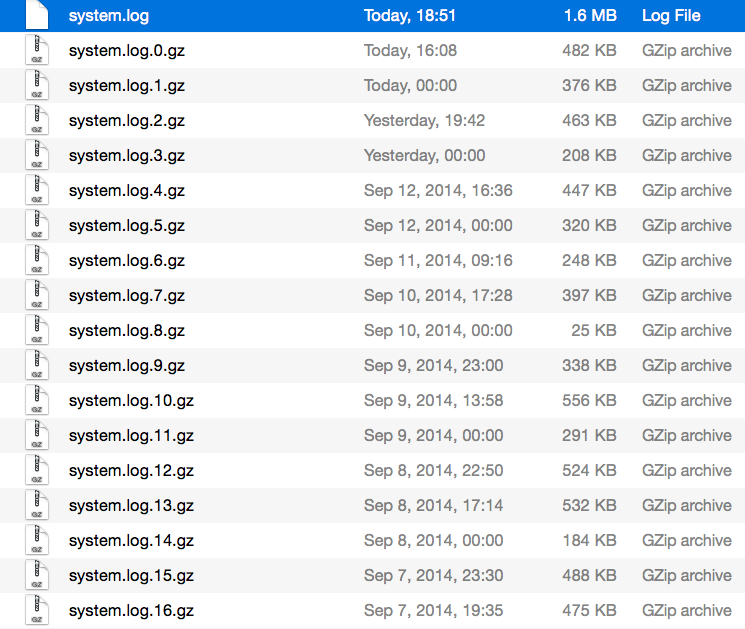 system.log Today, 18:51 1.6 MB Log File
GZ system.log.0.gz Today, 16:08 482 KB GZip archive
GZ system.log.1.gz Today, 00:00 376 KB GZip archive
GZ system.log.2.gz Yesterday, 19:42 463 KB GZip archive
GZ system.log.3.gz Yesterday, 00:00 208 KB GZip archive
GZ system.log.4.gz Sep 12, 2014, 16:36 447 KB GZip archive
GZ system.log.5.gz Sep 12, 2014, 00:00 320 KB GZip archive
GZ system.log.6.gz Sep 11, 2014, 09:16 248 KB GZip archive
GZ system.log.7.gz Sep 10, 2014, 17:28 397 KB GZip archive
GZ system.log.8.gz Sep 10, 2014, 00:00 25 KB GZip archive
GZ system.log.9.gz Sep 9, 2014, 23:00 338 KB GZip archive
GZ system.log.10.gz Sep 9, 2014, 13:58 556 KB GZip archive
GZ system.log.11.gz Sep 9, 2014, 00:00 291 KB GZip archive
GZ system.log.12.gz Sep 8, 2014, 22:50 524 KB GZip archive
GZ system.log.13.gz Sep 8, 2014, 17:14 532 KB GZip archive
GZ system.log.14.gz Sep 8, 2014, 00:00 184 KB GZip archive
GZ system.log.15.gz Sep 7, 2014, 23:30 488 KB GZip archive
GZ system.log.16.gz Sep 7, 2014, 19:35 475 KB GZip archive